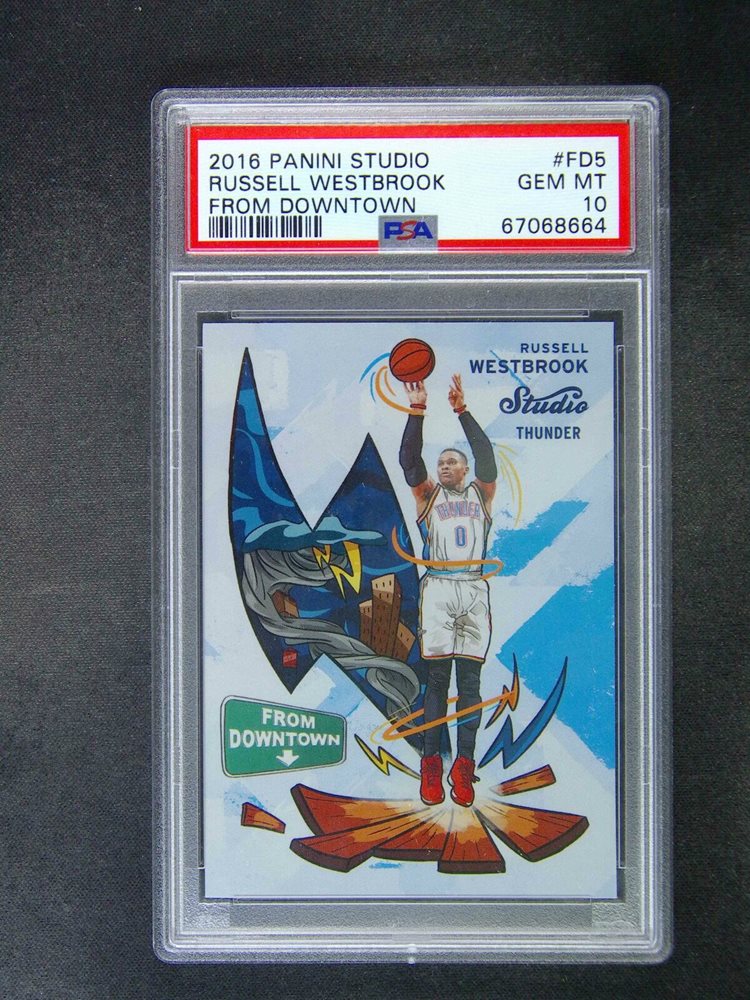 2016 PANINI STUDIO #FD5
RUSSELL WESTBROOK GEM MT
FROM DOWNTOWN 10
PSA 67068664
RUSSELL
WESTBROOK
Studio
THUNDER
THUNDER
0
FROM
DOWNTOWN